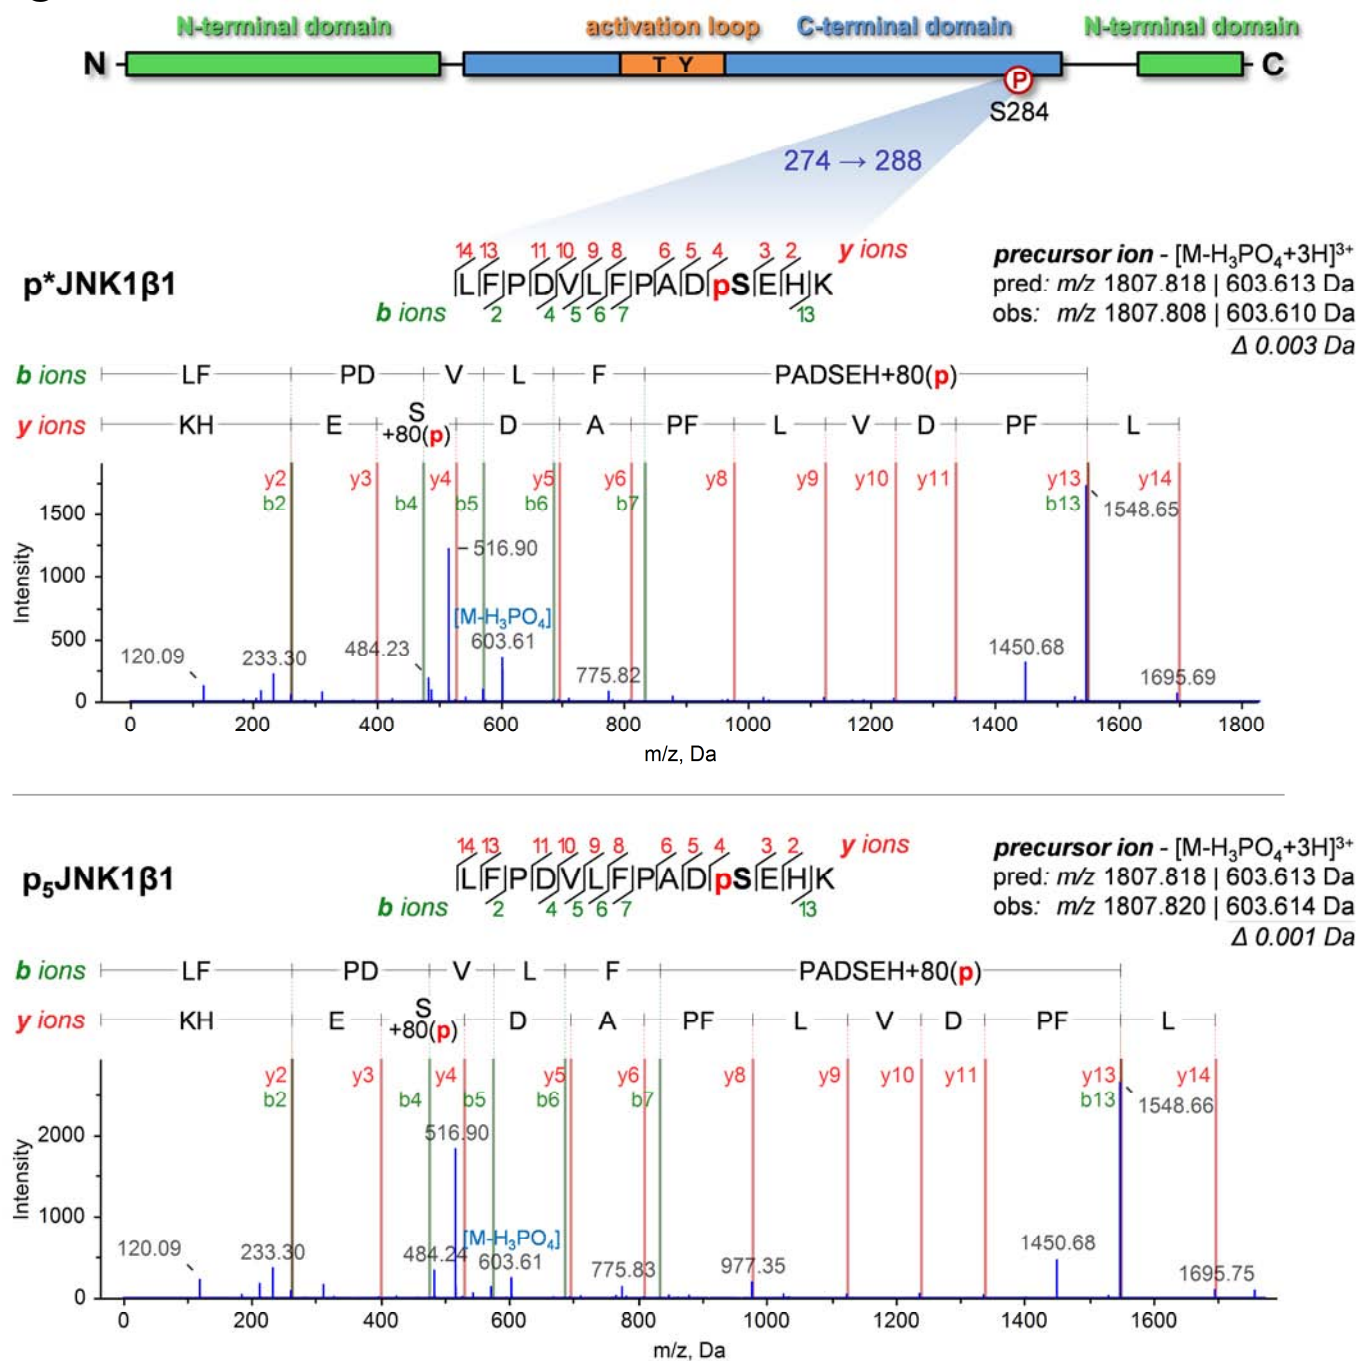 N-terminal domain activation loop C-terminal domain N-terminal domain
N T Y P C
S284
274 → 288
14 13 11 10 9 8 6 5 4 3 2 y ions
p*JNK1β1 LFPDVLFPADpSEHK
b ions 2 4 5 6 7 13
precursor ion - [M-H₃PO₄+3H]³⁺
pred: m/z 1807.818 | 603.613 Da
obs: m/z 1807.808 | 603.610 Da
Δ 0.003 Da
b ions LF PD V L F PADSEH+80(p)
y ions KH E S +80(p) D A PF L V D PF L
y2 y3 y4 y5 y6 y8 y9 y10 y11 y13 y14
b2 b4 b5 b6 b7 b13
1548.65
516.90
[M-H₃PO₄]
120.09 233.30 484.23 603.61 775.82 1450.68 1695.69
Intensity
1500
1000
500
0
0 200 400 600 800 1000 1200 1400 1600 1800
m/z, Da
14 13 11 10 9 8 6 5 4 3 2 y ions
p₅JNK1β1 LFPDVLFPADpSEHK
b ions 2 4 5 6 7 13
precursor ion - [M-H₃PO₄+3H]³⁺
pred: m/z 1807.818 | 603.613 Da
obs: m/z 1807.820 | 603.614 Da
Δ 0.001 Da
b ions LF PD V L F PADSEH+80(p)
y ions KH E S +80(p) D A PF L V D PF L
y2 y3 y4 y5 y6 y8 y9 y10 y11 y13 y14
b2 b4 b5 b6 b7 b13
1548.66
516.90
[M-H₃PO₄]
120.09 233.30 484.24 603.61 775.83 977.35 1450.68 1695.75
Intensity
2000
1000
0
0 200 400 600 800 1000 1200 1400 1600
m/z, Da